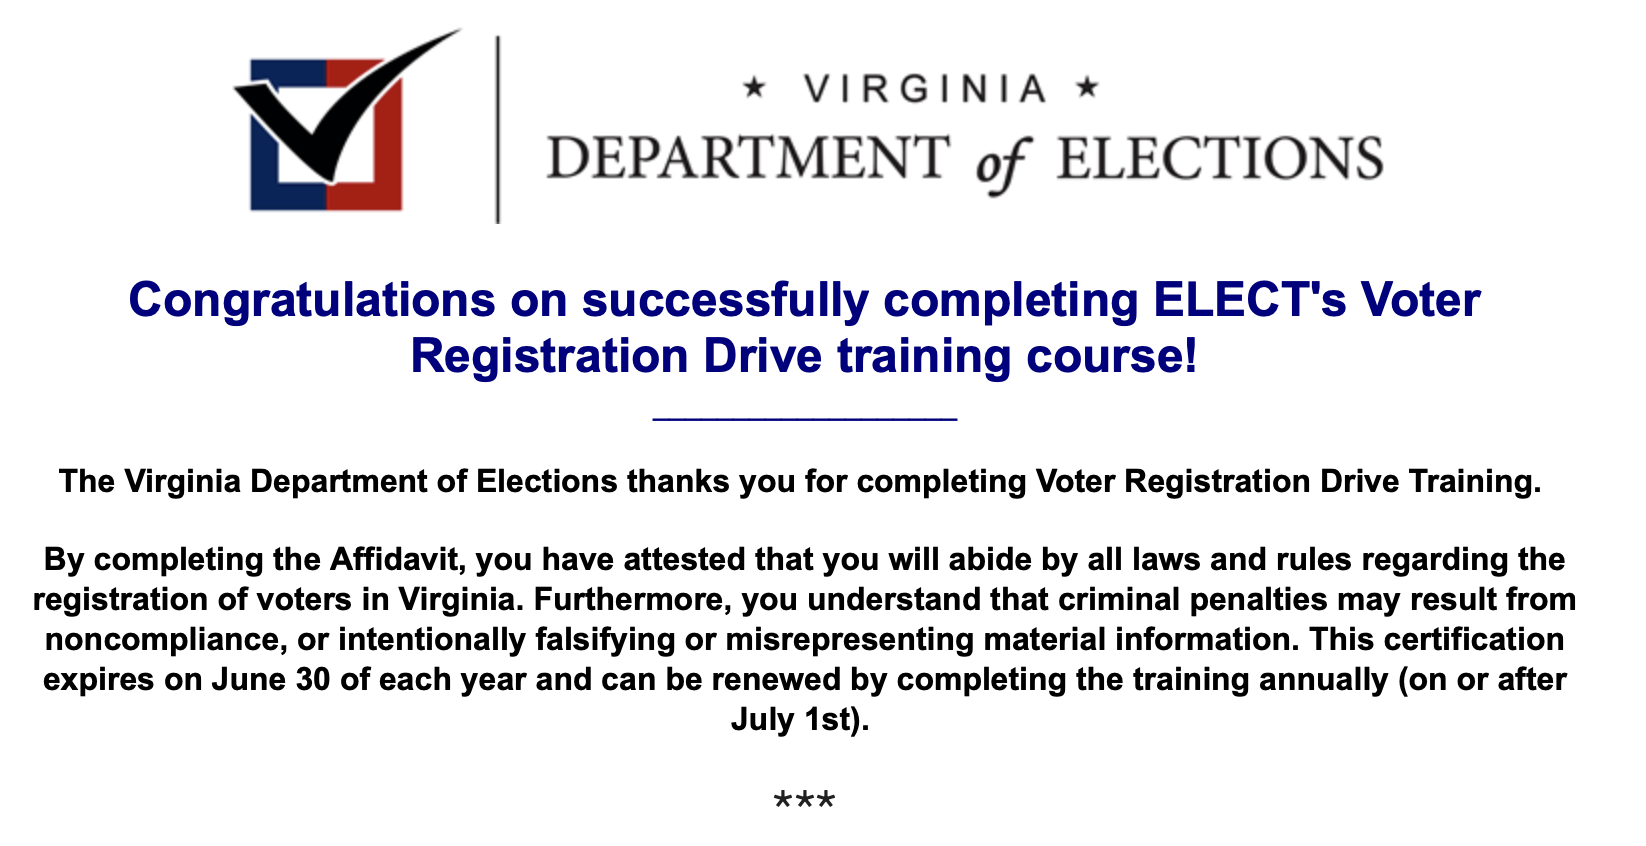 ★ VIRGINIA ★
DEPARTMENT of ELECTIONS
Congratulations on successfully completing ELECT's Voter
Registration Drive training course!
___________________
The Virginia Department of Elections thanks you for completing Voter Registration Drive Training.
By completing the Affidavit, you have attested that you will abide by all laws and rules regarding the
registration of voters in Virginia. Furthermore, you understand that criminal penalties may result from
noncompliance, or intentionally falsifying or misrepresenting material information. This certification
expires on June 30 of each year and can be renewed by completing the training annually (on or after
July 1st).
***